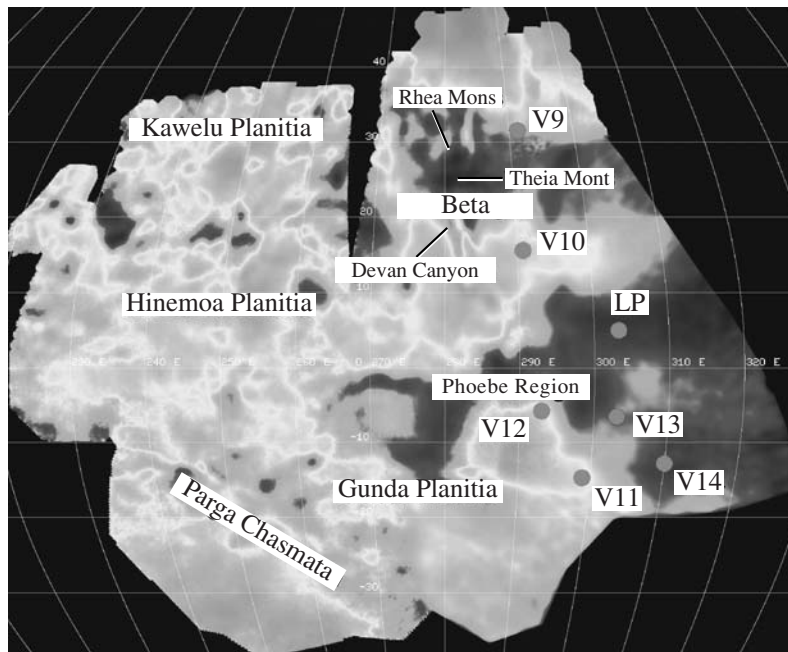 40
Rhea Mons
V9
Kawelu Planitia
30
Theia Mont
20
Beta
V10
Devan Canyon
10
Hinemoa Planitia
LP
240 E
250 E
260 E
0
270 E
280 E
290 E
310 E
320 E
Phoebe Region
V12
V13
-10
Gunda Planitia
V11
V14
Parga Chasmata
-30